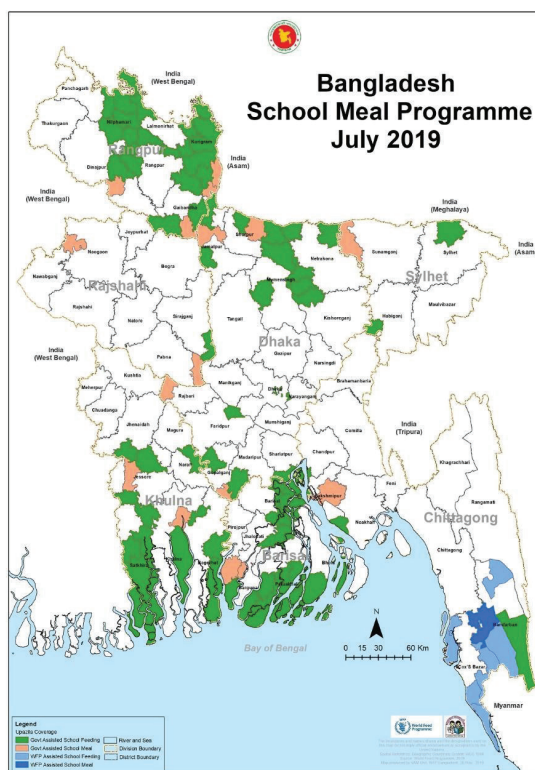 Bangladesh
School Meal Programme
July 2019
India
(West Bengal)
Panchagarh
Thakurgaon
Nilphamari
Lalmonirhat
Rangpur
Kurigram
Dinajpur
Rangpur
India
(Assam)
India
(West Bengal)
Gaibandha
India
(Meghalaya)
Joypurhat
Naogaon
Sherpur
Jamalpur
Sunamganj
Sylhet
India
(Assam)
Nawabganj
Bogra
Netrakona
Mymensingh
Sylhet
Rajshahi
Rajshahi
Habiganj
Maulvibazar
Natore
Sirajganj
Tangail
Kishoreganj
India
(West Bengal)
Pabna
Dhaka
Gazipur
Narsingdi
Meherpur
Kushtia
Manikganj
Dhaka
Brahamanbaria
Chuadanga
Rajbari
Narayanganj
Jhenaidah
Magura
Faridpur
Munshiganj
India
(Tripura)
Comilla
Narail
Madaripur
Shariatpur
Chandpur
Khagrachhari
Jessore
Gopalganj
Feni
Rangamati
Khulna
Barisal
Lakshmipur
Noakhali
Chittagong
Pirojpur
Jhalokati
Barisal
Bhola
Chittagong
Satkhira
Khulna
Bagerhat
Barguna
Patuakhali
Bandarban
N
Cox'S Bazar
Bay of Bengal
0 15 30 60 Km
Myanmar
Legend
Upazila Coverage
Govt Assisted School Feeding
Govt Assisted School Meal
WFP Assisted School Feeding
WFP Assisted School Meal
River and Sea
Division Boundary
District Boundary
WFP
World Food
Programme